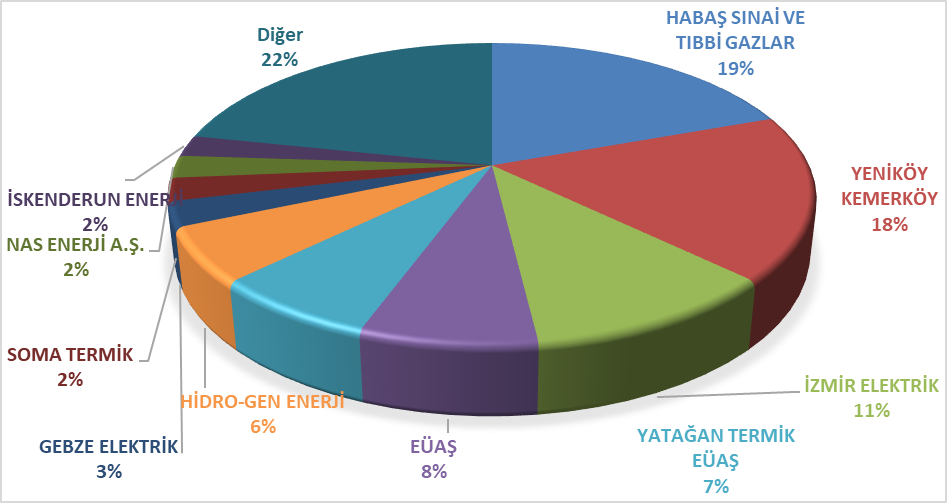 Diğer
22%
HABAŞ SINAİ VE
TIBBİ GAZLAR
19%
YENİKÖY
KEMERKÖY
18%
İZMİR ELEKTRİK
11%
YATAĞAN TERMİK
EÜAŞ
7%
EÜAŞ
8%
HİDRO-GEN ENERJİ
6%
GEBZE ELEKTRİK
3%
SOMA TERMİK
2%
NAS ENERJİ A.Ş.
2%
İSKENDERUN
2%